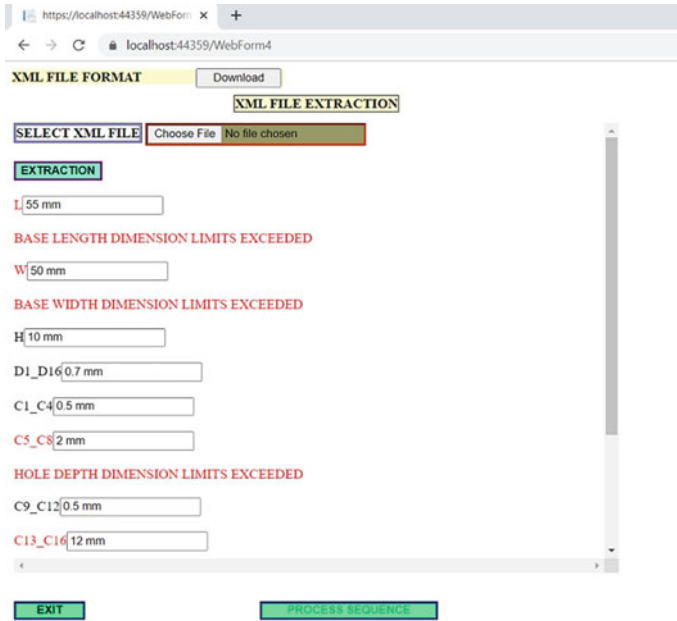 https://localhost:44359/WebForm
localhost:44359/WebForm4
XML FILE FORMAT Download
XML FILE EXTRACTION
SELECT XML FILE Choose File No file chosen
EXTRACTION
L 55 mm
BASE LENGTH DIMENSION LIMITS EXCEEDED
W 50 mm
BASE WIDTH DIMENSION LIMITS EXCEEDED
H 10 mm
D1_D16 0.7 mm
C1_C4 0.5 mm
C5_C8 2 mm
HOLE DEPTH DIMENSION LIMITS EXCEEDED
C9_C12 0.5 mm
C13_C16 12 mm
EXIT PROCESS SEQUENCE